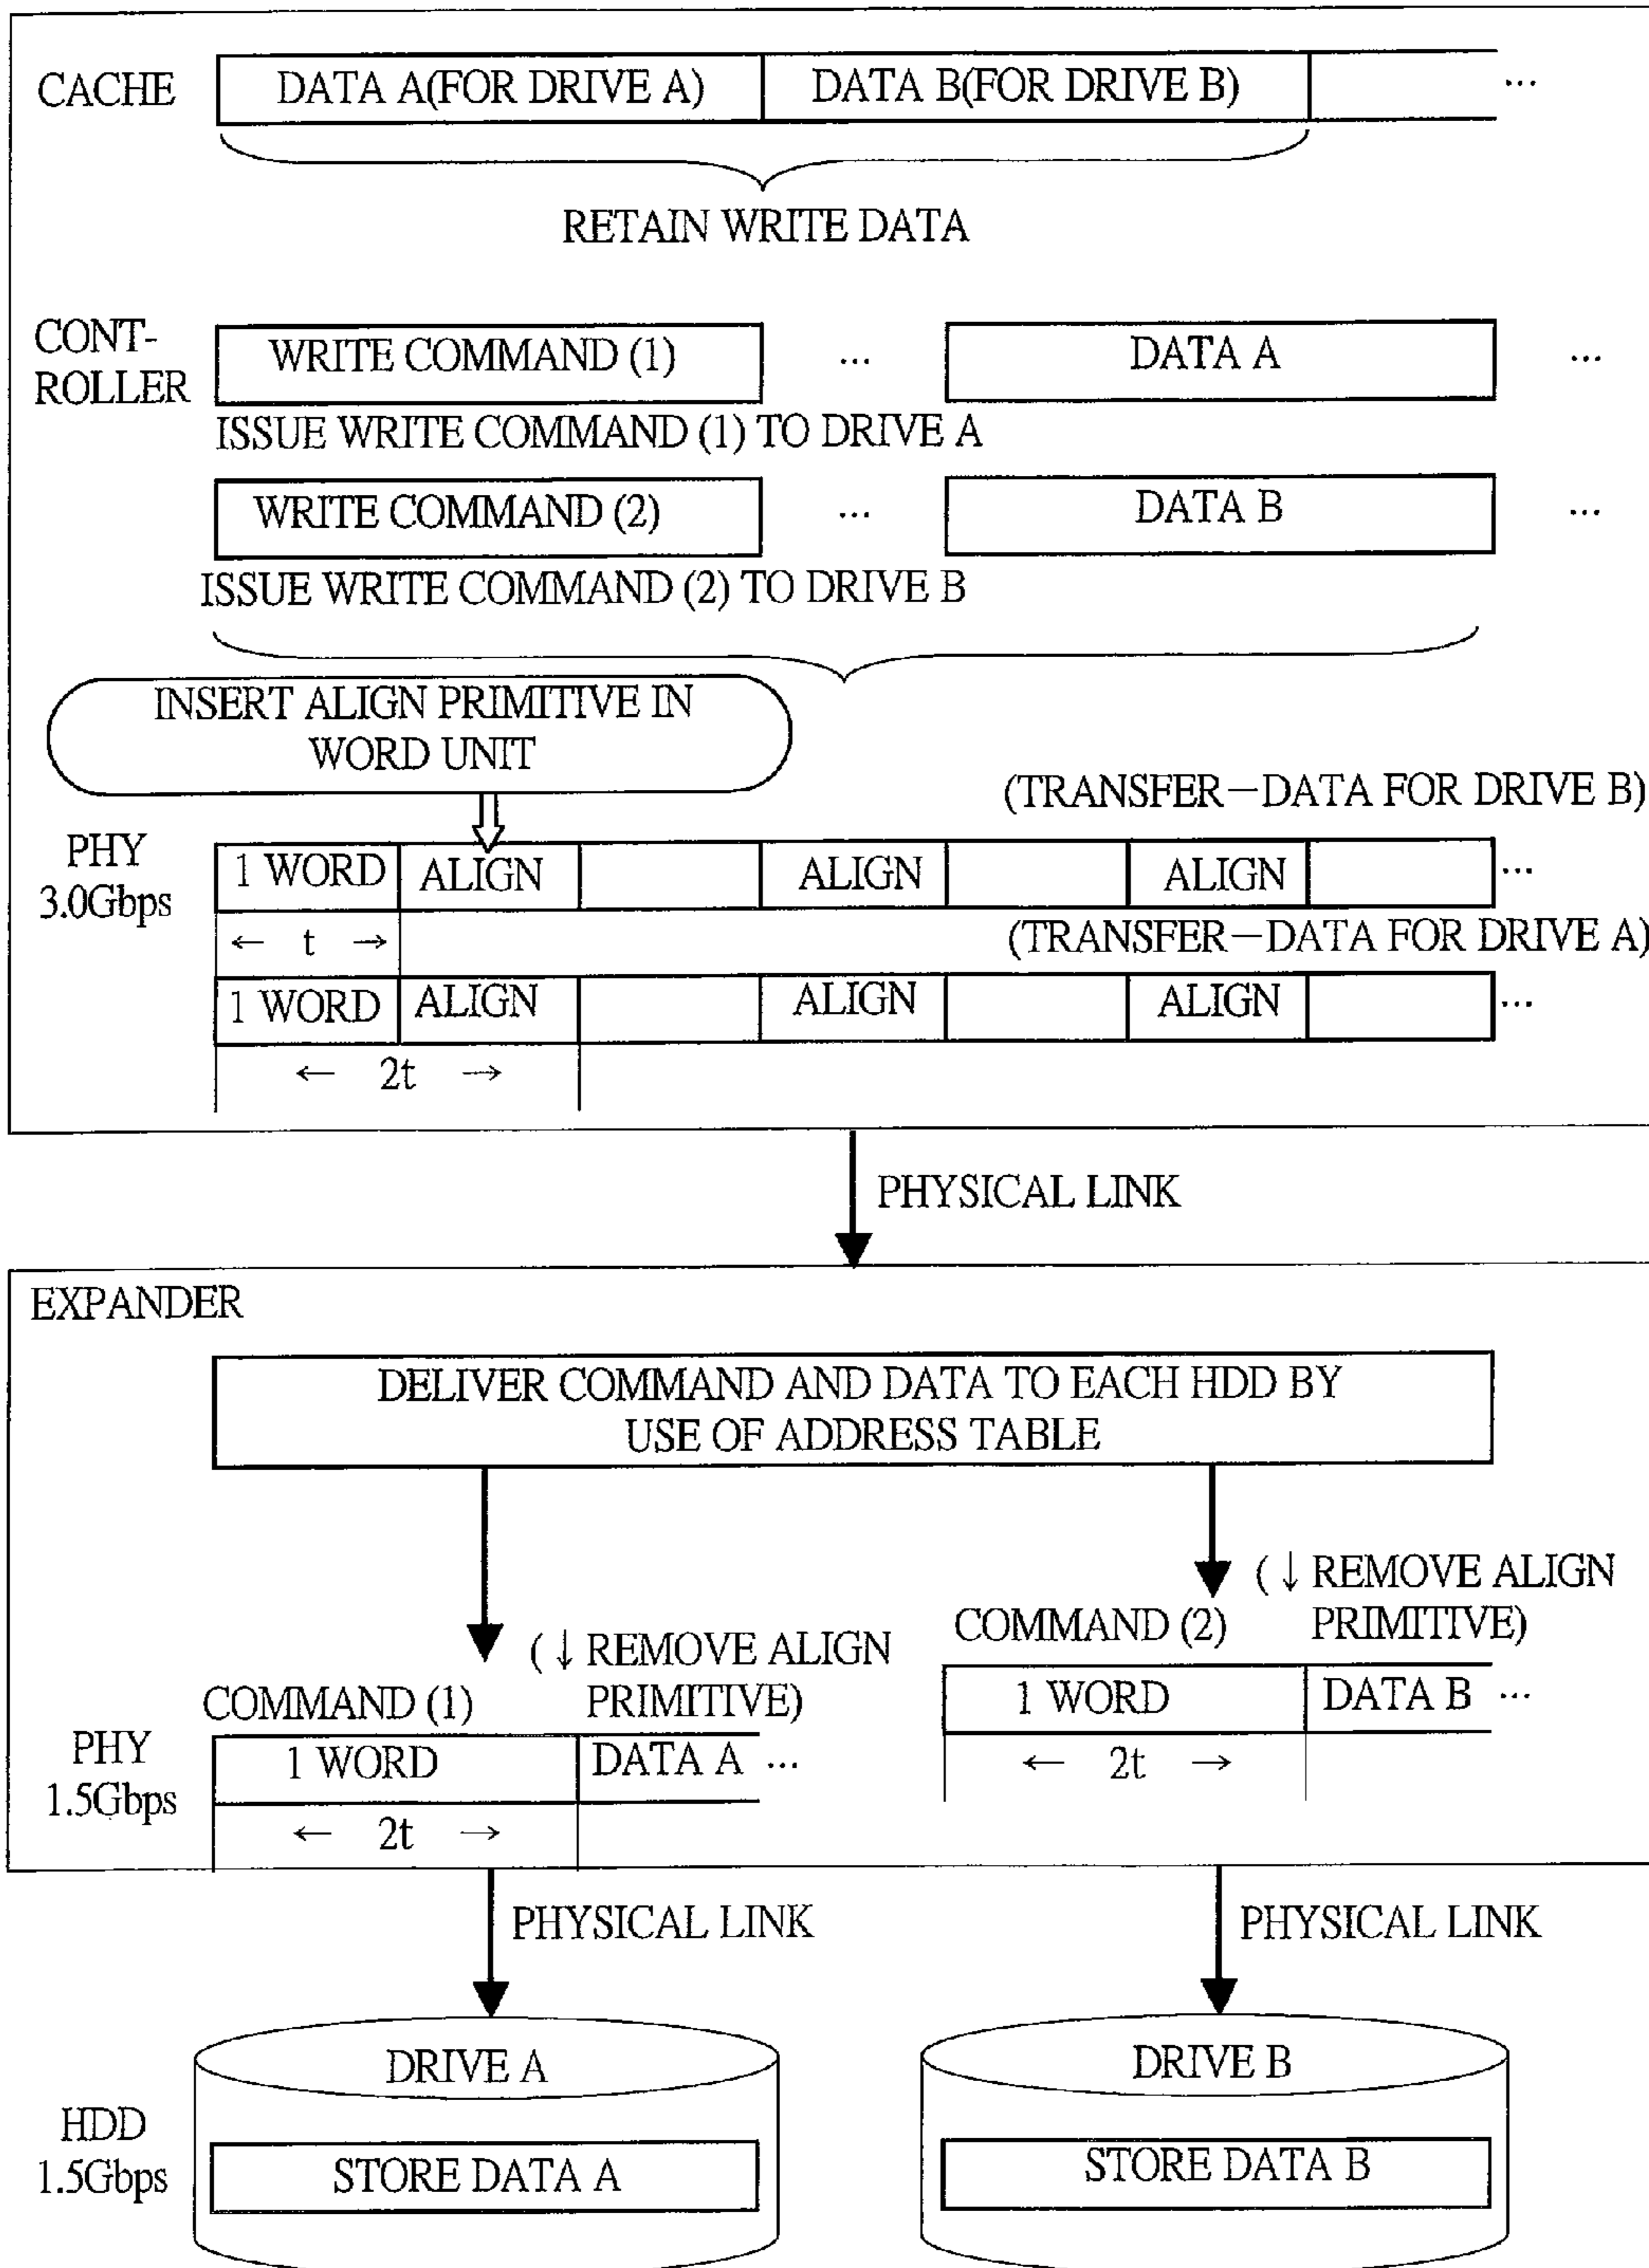 CACHE
DATA A(FOR DRIVE A)
DATA B(FOR DRIVE B)
...
RETAIN WRITE DATA
CONT-
ROLLER
WRITE COMMAND (1)
...
DATA A
...
ISSUE WRITE COMMAND (1) TO DRIVE A
WRITE COMMAND (2)
...
DATA B
...
ISSUE WRITE COMMAND (2) TO DRIVE B
INSERT ALIGN PRIMITIVE IN
WORD UNIT
(TRANSFER—DATA FOR DRIVE B)
PHY
3.0Gbps
1 WORD
ALIGN
ALIGN
ALIGN
...
← t →
(TRANSFER—DATA FOR DRIVE A)
1 WORD
ALIGN
ALIGN
ALIGN
...
← 2t →
PHYSICAL LINK
EXPANDER
DELIVER COMMAND AND DATA TO EACH HDD BY
USE OF ADDRESS TABLE
(↓ REMOVE ALIGN
PRIMITIVE)
COMMAND (2)
1 WORD
DATA B
...
← 2t →
(↓ REMOVE ALIGN
PRIMITIVE)
COMMAND (1)
PHY
1.5Gbps
1 WORD
DATA A
...
← 2t →
PHYSICAL LINK
PHYSICAL LINK
DRIVE A
DRIVE B
HDD
1.5Gbps
STORE DATA A
STORE DATA B